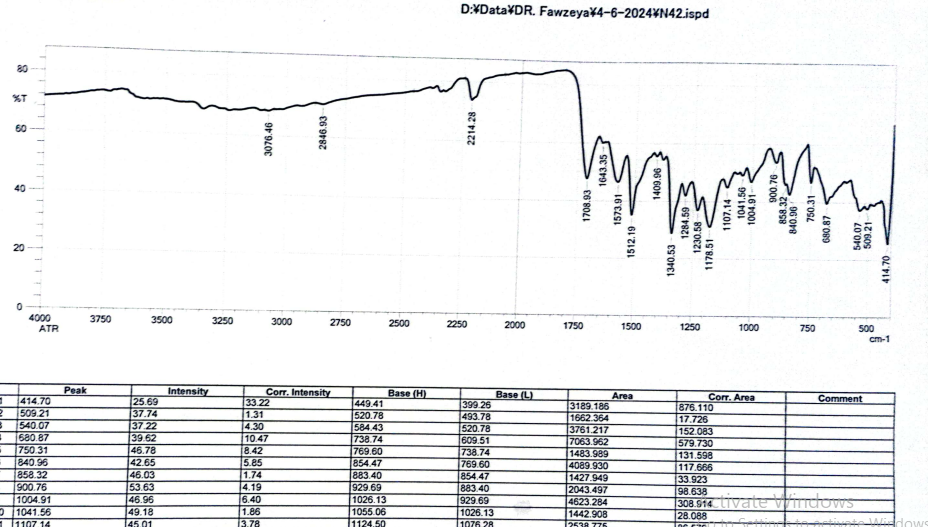 D:¥Data¥DR. Fawzeya¥4-6-2024¥N42.ispd
80
%T
60
40
20
0
3076.46
2846.93
2214.28
1708.93
1643.35
1573.91
1512.19
1409.96
1340.53
1284.59
1230.58
1178.51
1107.14
1041.56
1004.91
900.76
858.32
840.96
750.31
680.87
540.07
509.21
414.70
4000 3750 3500 3250 3000 2750 2500 2250 2000 1750 1500 1250 1000 750 500
ATR cm-1
Peak Intensity Corr. Intensity Base (H) Base (L) Area Corr. Area Comment
1 414.70 25.69 33.22 449.41 399.26 3189.186 876.110
2 509.21 37.74 1.31 520.78 493.78 1662.364 17.726
3 540.07 37.22 4.30 584.43 520.78 3761.217 152.083
680.87 39.62 10.47 738.74 609.51 7063.962 579.730
750.31 46.78 8.42 769.60 738.74 1483.989 131.598
840.96 42.65 5.85 854.47 769.60 4089.930 117.666
858.32 46.03 1.74 883.40 854.47 1427.949 33.923
900.76 53.63 4.19 929.69 883.40 2043.497 98.638
1004.91 46.96 6.40 1026.13 929.69 4623.284 308.914
0 1041.56 49.18 1.86 1055.06 1026.13 1442.908 28.088
1 1107.14 45.01 3.78 1124.50 1076.28 2538.775
Activate Windows
to Settings to activate Windows